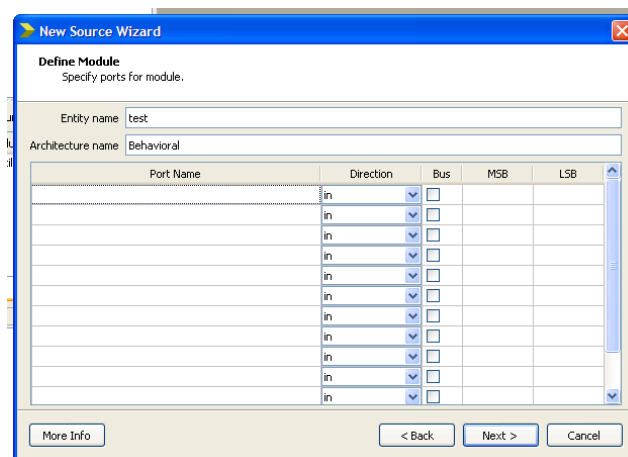 New Source Wizard
Define Module
Specify ports for module.
Entity name test
Architecture name Behavioral
Port Name Direction Bus MSB LSB
in
in
in
in
in
in
in
in
in
in
in
More Info < Back Next > Cancel